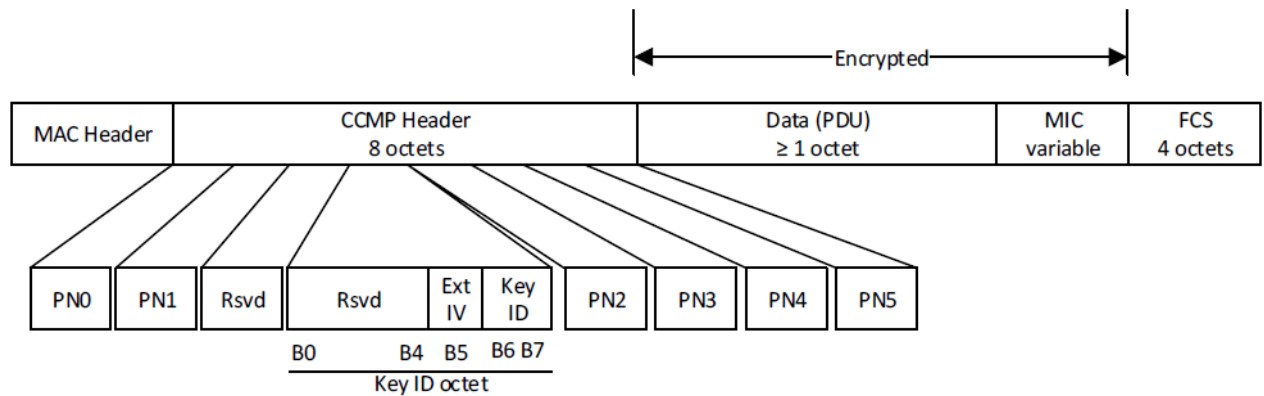 Encrypted
MAC Header
CCMP Header
8 octets
Data (PDU)
≥ 1 octet
MIC
variable
FCS
4 octets
PN0
PN1
Rsvd
Rsvd
Ext
IV
Key
ID
PN2
PN3
PN4
PN5
B0
B4
B5
B6 B7
Key ID octet